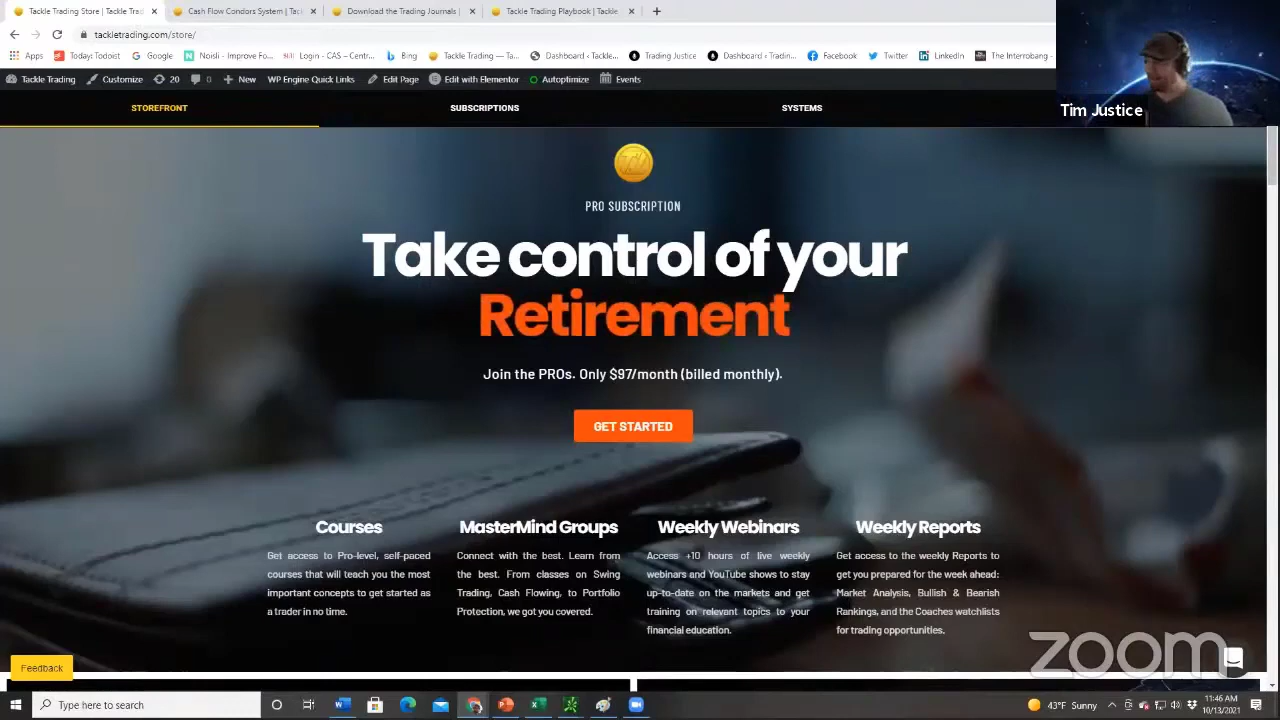 Tackle Trading Store | Tackle Trad
Cash Flow Condors System | Tack
Download the Trading Journals |
Tackle Trading Playbook | Tackle
tackletrading.com/store/
Apps
Today: Todoist
Google
Noisli - Improve Fo...
Login - CAS – Centr...
Bing
Tackle Trading — Ta...
Dashboard ‹ Tackle...
Trading Justice
Dashboard ‹ Tradin...
Facebook
Twitter
LinkedIn
The Interrobang
Tackle Trading
Customize
20
0
New
WP Engine Quick Links
Edit Page
Edit with Elementor
Autoptimize
Events
Tim Justice
STOREFRONT
SUBSCRIPTIONS
SYSTEMS
PRO SUBSCRIPTION
Take control of your
Retirement
Join the PROs. Only $97/month (billed monthly).
GET STARTED
Courses
Get access to Pro-level, self-paced
courses that will teach you the most
important concepts to get started as
a trader in no time.
MasterMind Groups
Connect with the best. Learn from
the best. From classes on Swing
Trading, Cash Flowing, to Portfolio
Protection, we got you covered.
Weekly Webinars
Access +10 hours of live weekly
webinars and YouTube shows to stay
up-to-date on the markets and get
training on relevant topics to your
financial education.
Weekly Reports
Get access to the weekly Reports to
get you prepared for the week ahead:
Market Analysis, Bullish & Bearish
Rankings, and the Coaches watchlists
for trading opportunities.
Feedback
zoom
Type here to search
43°F Sunny
11:46 AM
10/13/2021